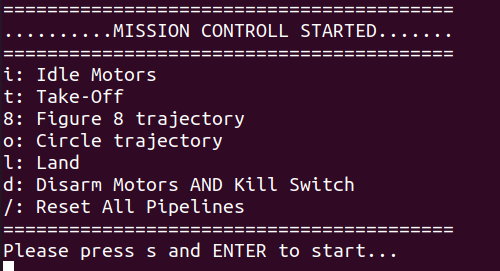 ==========================================
..........MISSION CONTROLL STARTED.......
==========================================
i: Idle Motors
t: Take-Off
8: Figure 8 trajectory
o: Circle trajectory
l: Land
d: Disarm Motors AND Kill Switch
/: Reset All Pipelines
==========================================
Please press s and ENTER to start...